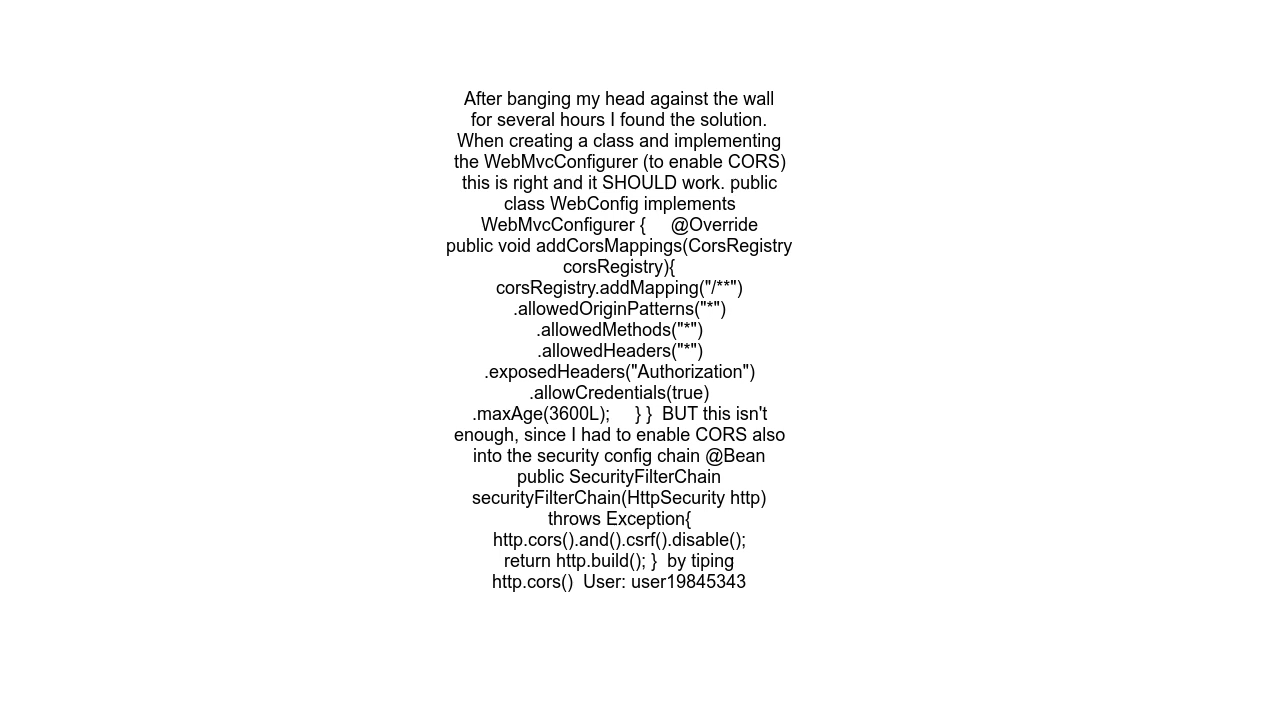 After banging my head against the wall
for several hours I found the solution.
When creating a class and implementing
the WebMvcConfigurer (to enable CORS)
this is right and it SHOULD work. public
class WebConfig implements
WebMvcConfigurer {     @Override
public void addCorsMappings(CorsRegistry
corsRegistry){
corsRegistry.addMapping("/**")
.allowedOriginPatterns("*")
.allowedMethods("*")
.allowedHeaders("*")
.exposedHeaders("Authorization")
.allowCredentials(true)
.maxAge(3600L);     } }  BUT this isn't
enough, since I had to enable CORS also
into the security config chain @Bean
public SecurityFilterChain
securityFilterChain(HttpSecurity http)
throws Exception{
http.cors().and().csrf().disable();
return http.build(); }  by tiping
http.cors()  User: user19845343